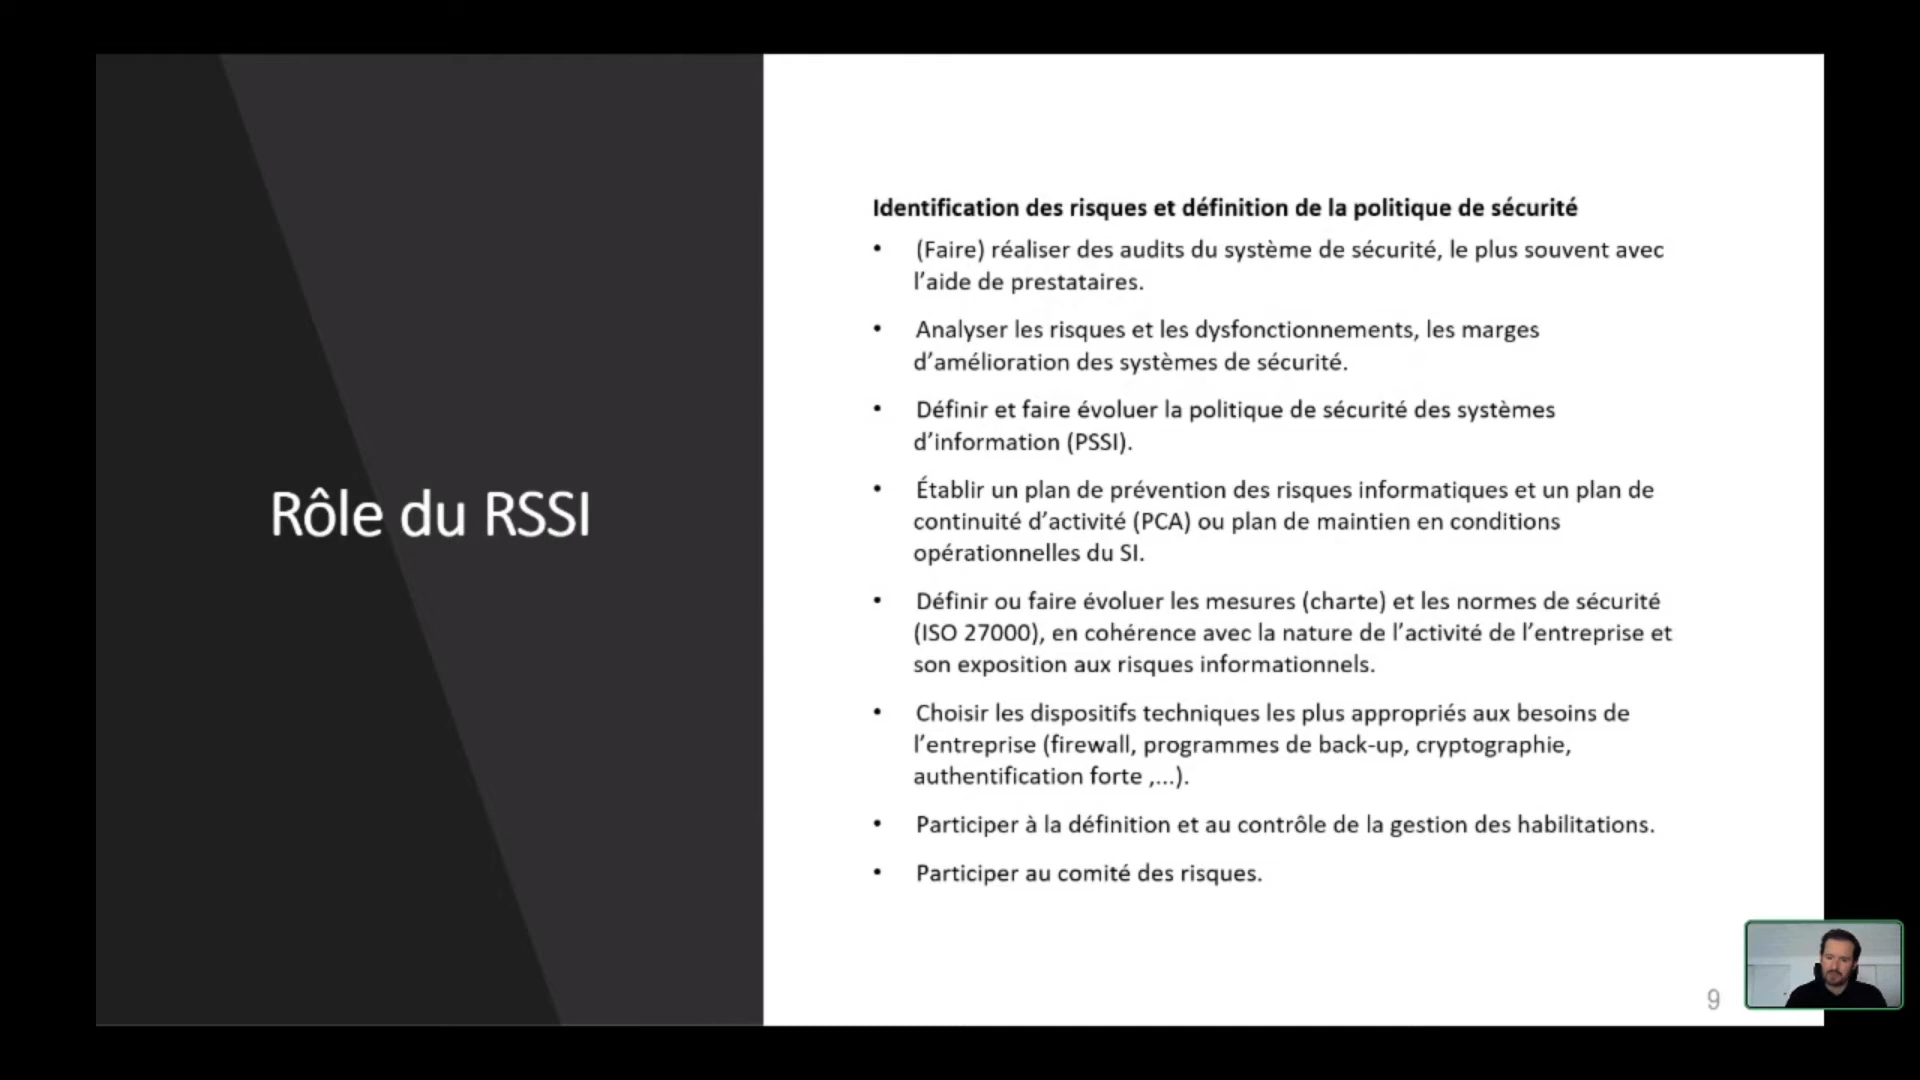 Rôle du RSSI
Identification des risques et définition de la politique de sécurité
• (Faire) réaliser des audits du système de sécurité, le plus souvent avec
l’aide de prestataires.
• Analyser les risques et les dysfonctionnements, les marges
d’amélioration des systèmes de sécurité.
• Définir et faire évoluer la politique de sécurité des systèmes
d’information (PSSI).
• Établir un plan de prévention des risques informatiques et un plan de
continuité d’activité (PCA) ou plan de maintien en conditions
opérationnelles du SI.
• Définir ou faire évoluer les mesures (charte) et les normes de sécurité
(ISO 27000), en cohérence avec la nature de l’activité de l’entreprise et
son exposition aux risques informationnels.
• Choisir les dispositifs techniques les plus appropriés aux besoins de
l’entreprise (firewall, programmes de back-up, cryptographie,
authentification forte ,...).
• Participer à la définition et au contrôle de la gestion des habilitations.
• Participer au comité des risques.
9